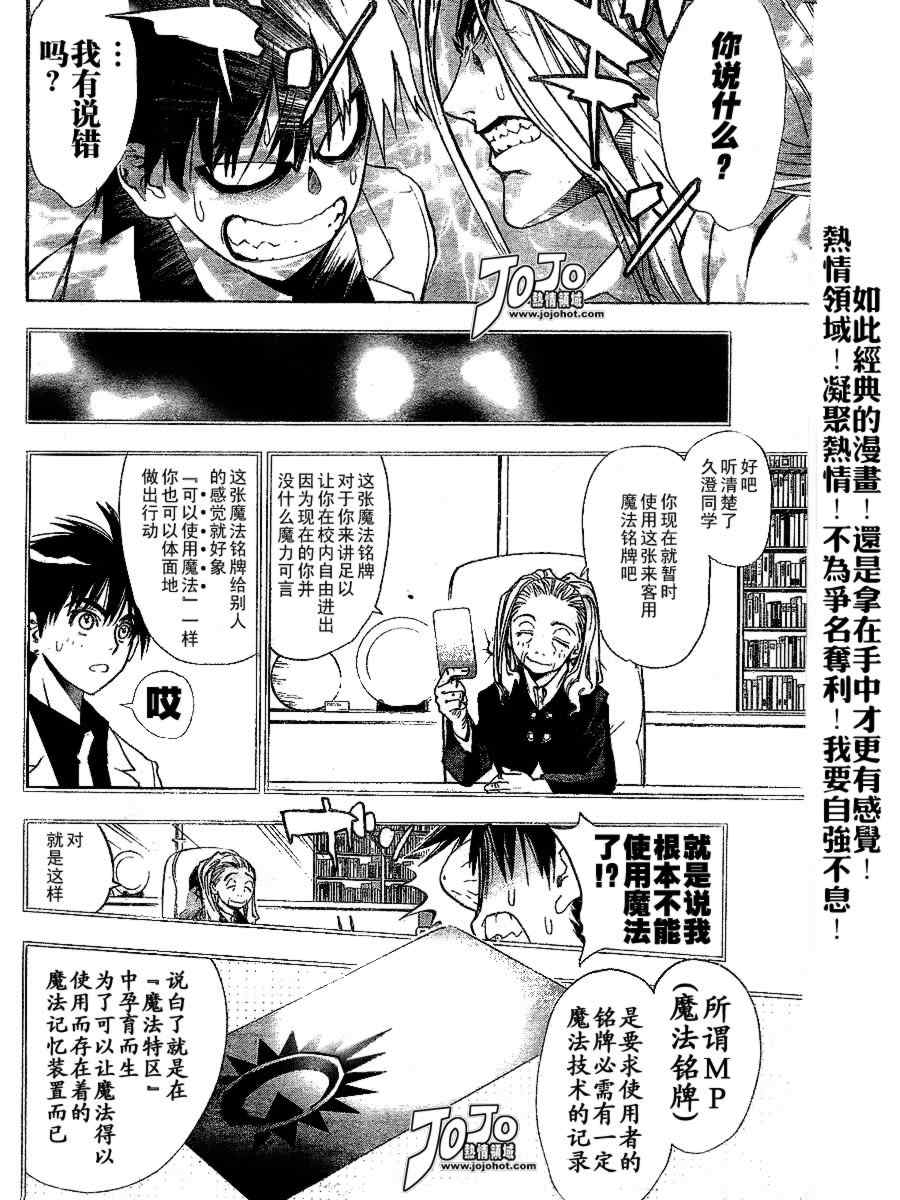 你说什么？
…
我有说错
吗？
JOJO
熱情領域
www.jojohot.com
好吧
听清楚了
久澄同学
你现在就暂时
使用这张来客用
魔法铭牌吧
这张魔法铭牌
对于你来讲足以
让你在校内自由进出
因为现在的你并
没什么魔力可言
这张魔法铭牌给别人
的感觉就好象
『可以使用魔法』一样
你也可以体面地
做出行动
哎
就是说我
根本不能
使用魔法
了!?
对
就是这样
所谓MP
(魔法铭牌)
是要求使用者的
铭牌必需有一定
魔法技术的记录
说白了就是在
『魔法特区』
中孕育而生
为了可以让魔法得以
使用而存在着的
魔法记忆装置而已
JOJO
熱情領域
www.jojohot.com
如此經典的漫畫！還是拿在手中才更有感覺！
熱情領域！凝聚熱情！不為爭名奪利！我要自強不息！